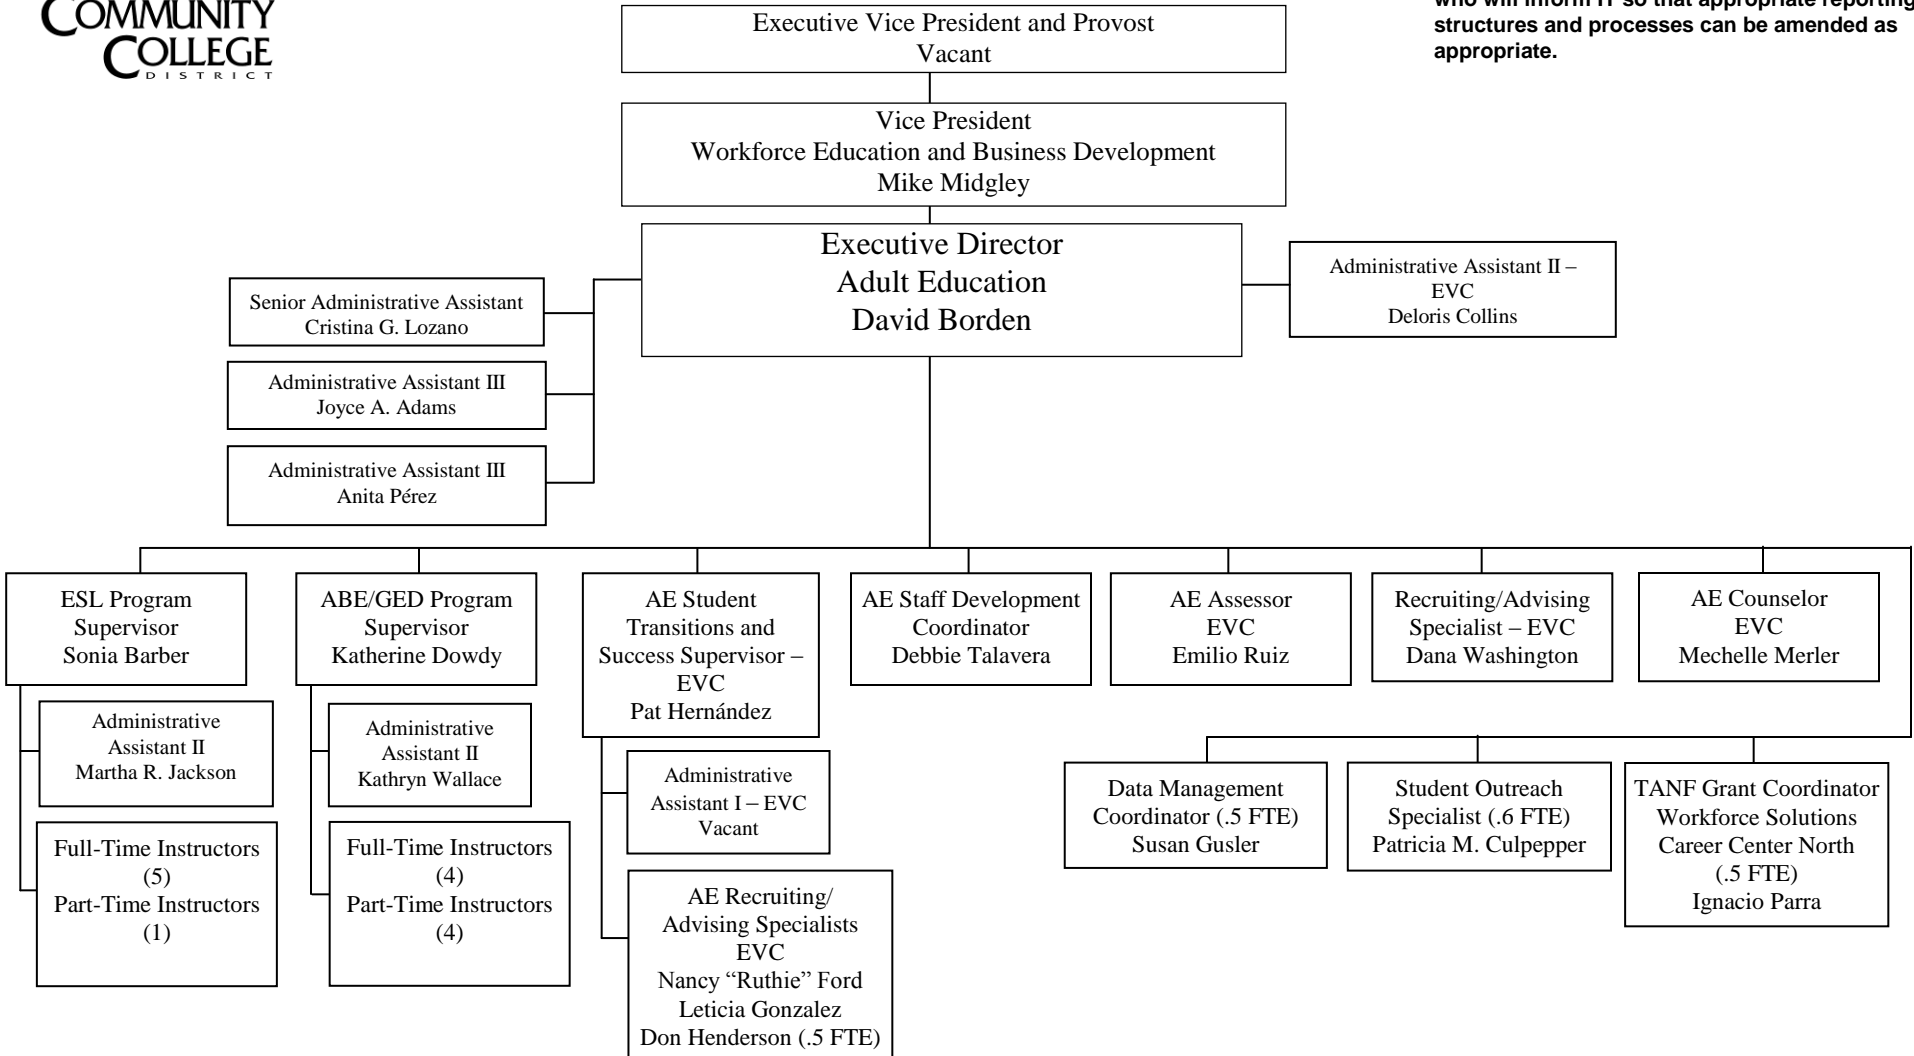 COMMUNITY
COLLEGE
DISTRICT
structures and processes can be amended as
appropriate.
Executive Vice President and Provost
Vacant
Vice President
Workforce Education and Business Development
Mike Midgley
Executive Director
Adult Education
David Borden
Administrative Assistant II –
EVC
Deloris Collins
Senior Administrative Assistant
Cristina G. Lozano
Administrative Assistant III
Joyce A. Adams
Administrative Assistant III
Anita Pérez
ESL Program
Supervisor
Sonia Barber
ABE/GED Program
Supervisor
Katherine Dowdy
AE Student
Transitions and
Success Supervisor –
EVC
Pat Hernández
AE Staff Development
Coordinator
Debbie Talavera
AE Assessor
EVC
Emilio Ruiz
Recruiting/Advising
Specialist – EVC
Dana Washington
AE Counselor
EVC
Mechelle Merler
Administrative
Assistant II
Martha R. Jackson
Administrative
Assistant II
Kathryn Wallace
Administrative
Assistant I – EVC
Vacant
Data Management
Coordinator (.5 FTE)
Susan Gusler
Student Outreach
Specialist (.6 FTE)
Patricia M. Culpepper
TANF Grant Coordinator
Workforce Solutions
Career Center North
(.5 FTE)
Ignacio Parra
Full-Time Instructors
(5)
Part-Time Instructors
(1)
Full-Time Instructors
(4)
Part-Time Instructors
(4)
AE Recruiting/
Advising Specialists
EVC
Nancy “Ruthie” Ford
Leticia Gonzalez
Don Henderson (.5 FTE)